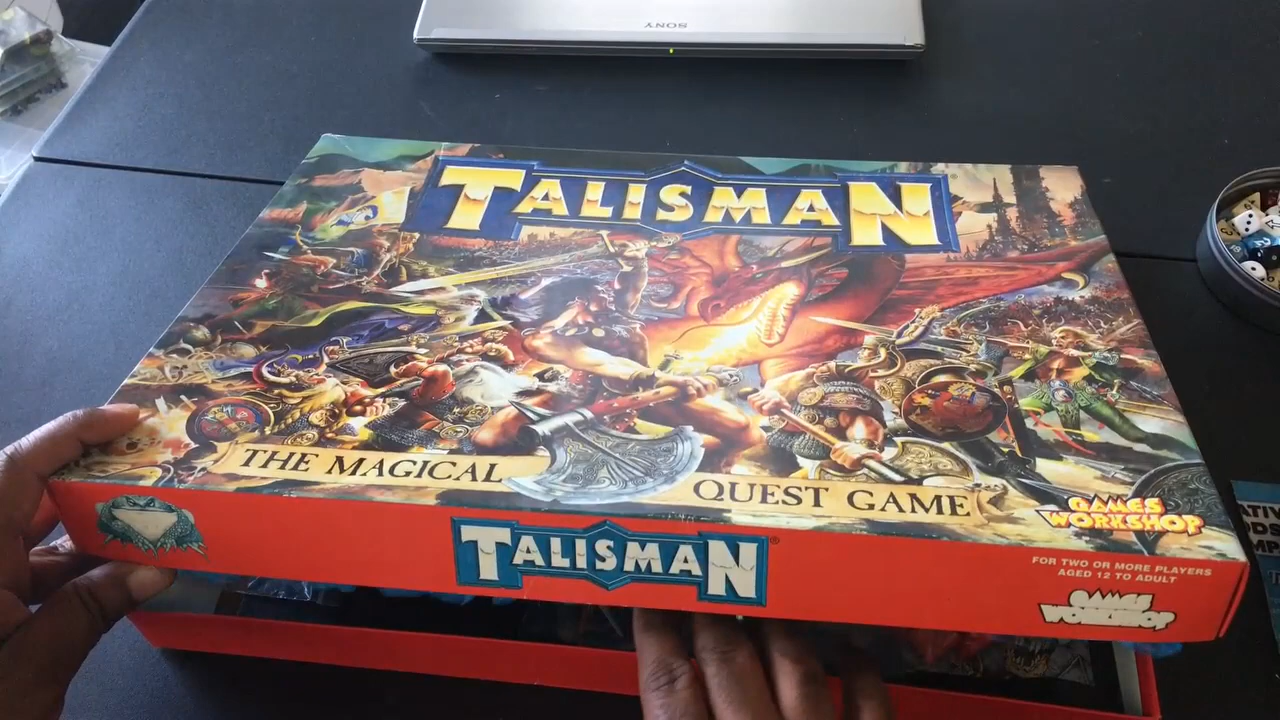 SONY
TALISMAN®
THE MAGICAL QUEST GAME
GAMES WORKSHOP
TALISMAN®
FOR TWO OR MORE PLAYERS
AGED 12 TO ADULT
GAMES WORKSHOP